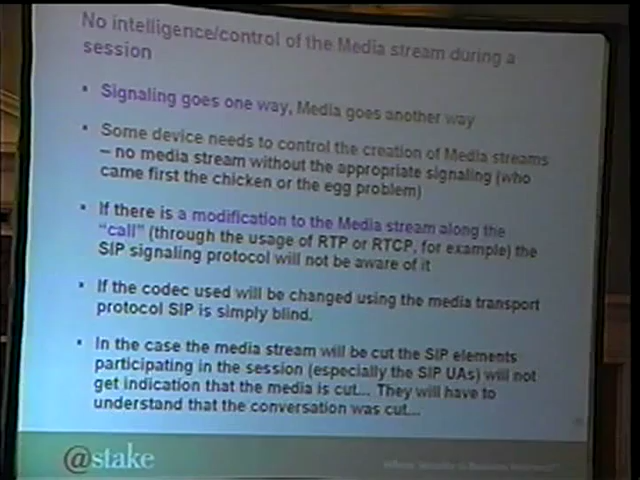 No intelligence/control of the Media stream during a
session
• Signaling goes one way, Media goes another way
• Some device needs to control the creation of Media streams
– no media stream without the appropriate signaling (who
came first the chicken or the egg problem)
• If there is a modification to the Media stream along the
"call" (through the usage of RTP or RTCP, for example) the
SIP signaling protocol will not be aware of it
• If the codec used will be changed using the media transport
protocol SIP is simply blind.
• In the case the media stream will be cut the SIP elements
participating in the session (especially the SIP UAs) will not
get indication that the media is cut... They will have to
understand that the conversation was cut...
@stake